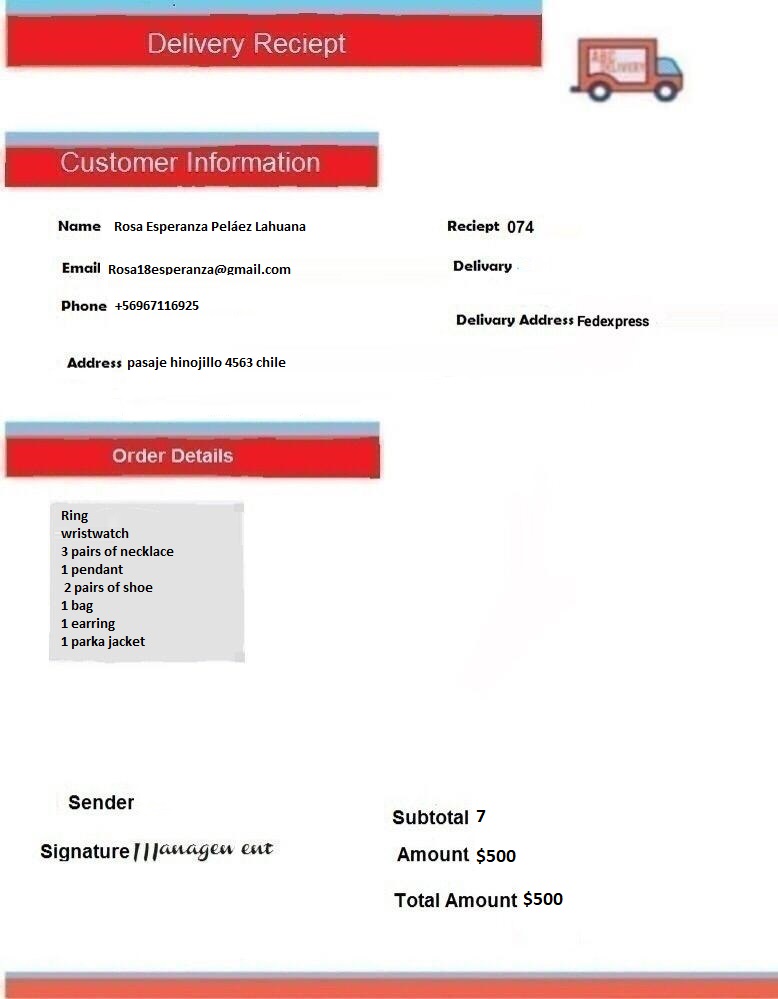 Delivery Reciept
ABC
DELIVERY
Customer Information
Name Rosa Esperanza Peláez Lahuana
Reciept 074
Email Rosa18esperanza@gmail.com
Delivary
Phone +56967116925
Delivary Address Fedexpress
Address pasaje hinojillo 4563 chile
Order Details
Ring
wristwatch
3 pairs of necklace
1 pendant
2 pairs of shoe
1 bag
1 earring
1 parka jacket
Sender
Subtotal 7
Signature Managen ent
Amount $500
Total Amount $500